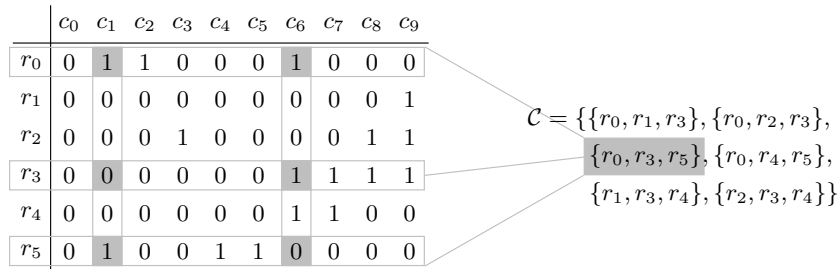 c0 c1 c2 c3 c4 c5 c6 c7 c8 c9
r0 0 1 1 0 0 0 1 0 0 0
r1 0 0 0 0 0 0 0 0 0 1
r2 0 0 0 1 0 0 0 0 1 1
r3 0 0 0 0 0 0 1 1 1 1
r4 0 0 0 0 0 0 1 1 0 0
r5 0 1 0 0 1 1 0 0 0 0
C = {{r0, r1, r3}, {r0, r2, r3},
{r0, r3, r5}, {r0, r4, r5},
{r1, r3, r4}, {r2, r3, r4}}